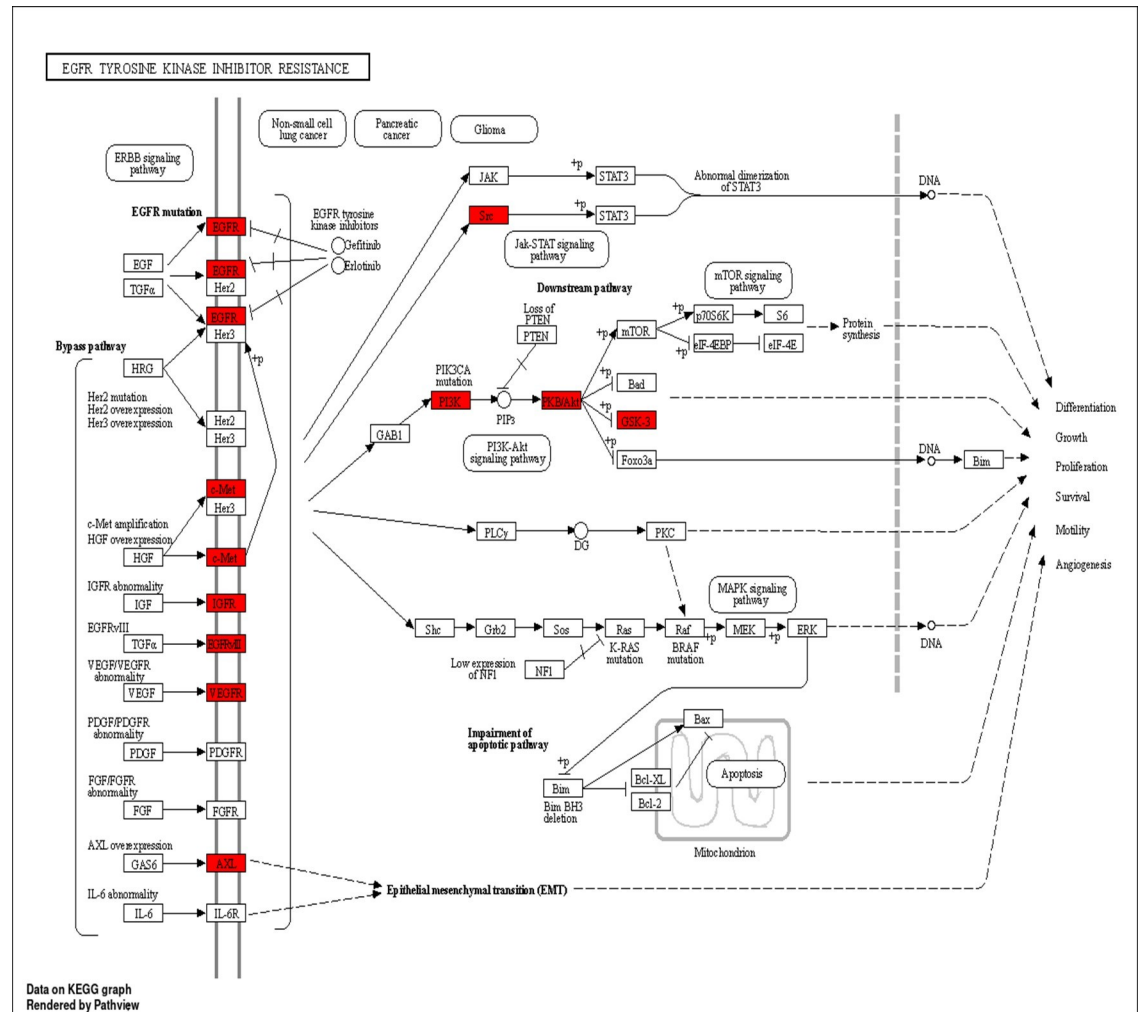 EGFR TYROSINE KINASE INHIBITOR RESISTANCE
Non-small cell
lung cancer
Pancreatic
cancer
Glioma
ERBB signaling
pathway
EGFR mutation
EGFR
EGF
TGFα
EGFR
Her2
EGFR
Her3
EGFR tyrosine
kinase inhibitors
Gefitinib
Erlotinib
JAK
+p
STAT3
Src
+p
STAT3
Abnormal dimerization
of STAT3
DNA
Jak-STAT signaling
pathway
Bypass pathway
HRG
+p
Her2 mutation
Her2 overexpression
Her3 overexpression
Her2
Her3
Downstream pathway
Loss of
PTEN
PTEN
PIK3CA
mutation
PI3K
PIP3
PKB/Akt
GAB1
PI3K-Akt
signaling pathway
mTOR signaling
pathway
+p
mTOR
+p
p70S6K
S6
+p
eIF-4EBP
eIF-4E
Protein
synthesis
+p
Bad
+p
GSK-3
+p
Foxo3a
DNA
Bim
Differentiation
Growth
Proliferation
Survival
Motility
Angiogenesis
c-Met
Her3
c-Met amplification
HGF overexpression
HGF
c-Met
PLCγ
DG
PKC
IGFR abnormality
IGF
IGFR
EGFRvIII
TGFα
EGFRvIII
VEGF/VEGFR
abnormality
VEGF
VEGFR
MAPK signaling
pathway
Shc
Grb2
Sos
Ras
Raf
+p
MEK
+p
ERK
DNA
K-RAS
mutation
BRAF
mutation
Low expression
of NF1
NF1
PDGF/PDGFR
abnormality
PDGF
PDGFR
FGF/FGFR
abnormality
FGF
FGFR
Impairment of
apoptotic pathway
+p
Bim
Bim BH3
deletion
Bax
Bcl-XL
Bcl-2
Apoptosis
Mitochondrion
AXL overexpression
GAS6
AXL
IL-6 abnormality
IL-6
IL-6R
Epithelial mesenchymal transition (EMT)
Data on KEGG graph
Rendered by Pathview